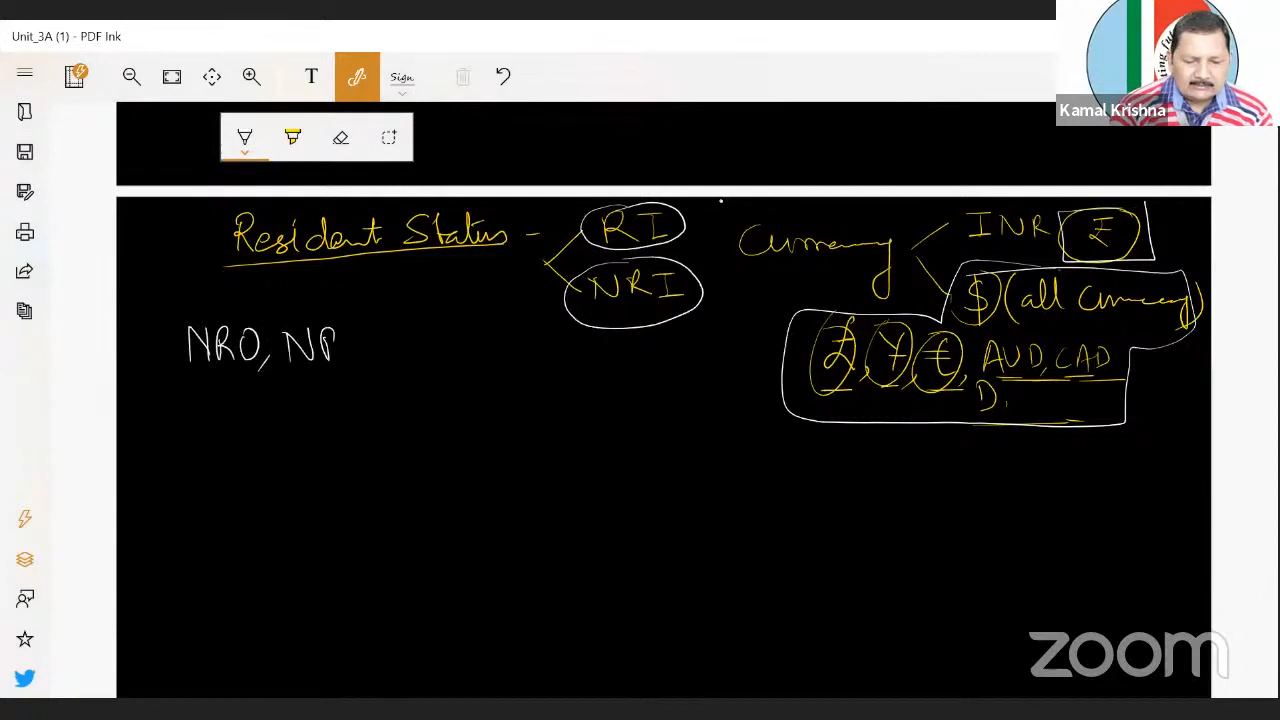 Unit_3A (1) - PDF Ink
T
Sign
Kamal Krishna
Resident Status - RI
NRI
Currency
INR ₹
$ (all Currency)
£, ¥, €, AUD, CAD
D.
NRO, NR
zoom